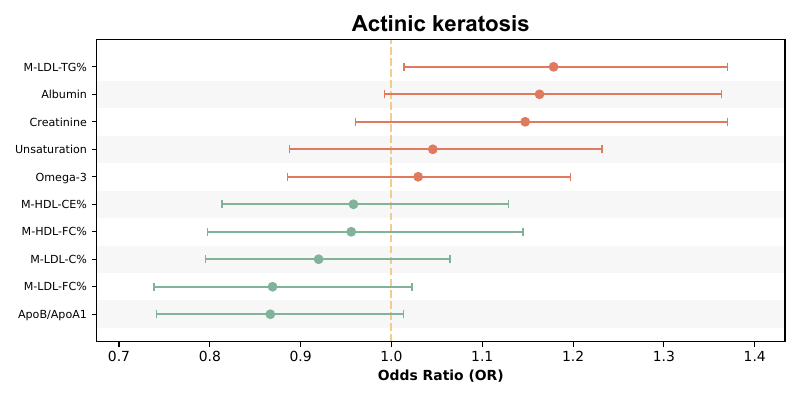 Actinic keratosis
M-LDL-TG%
Albumin
Creatinine
Unsaturation
Omega-3
M-HDL-CE%
M-HDL-FC%
M-LDL-C%
M-LDL-FC%
ApoB/ApoA1
0.7 0.8 0.9 1.0 1.1 1.2 1.3 1.4
Odds Ratio (OR)